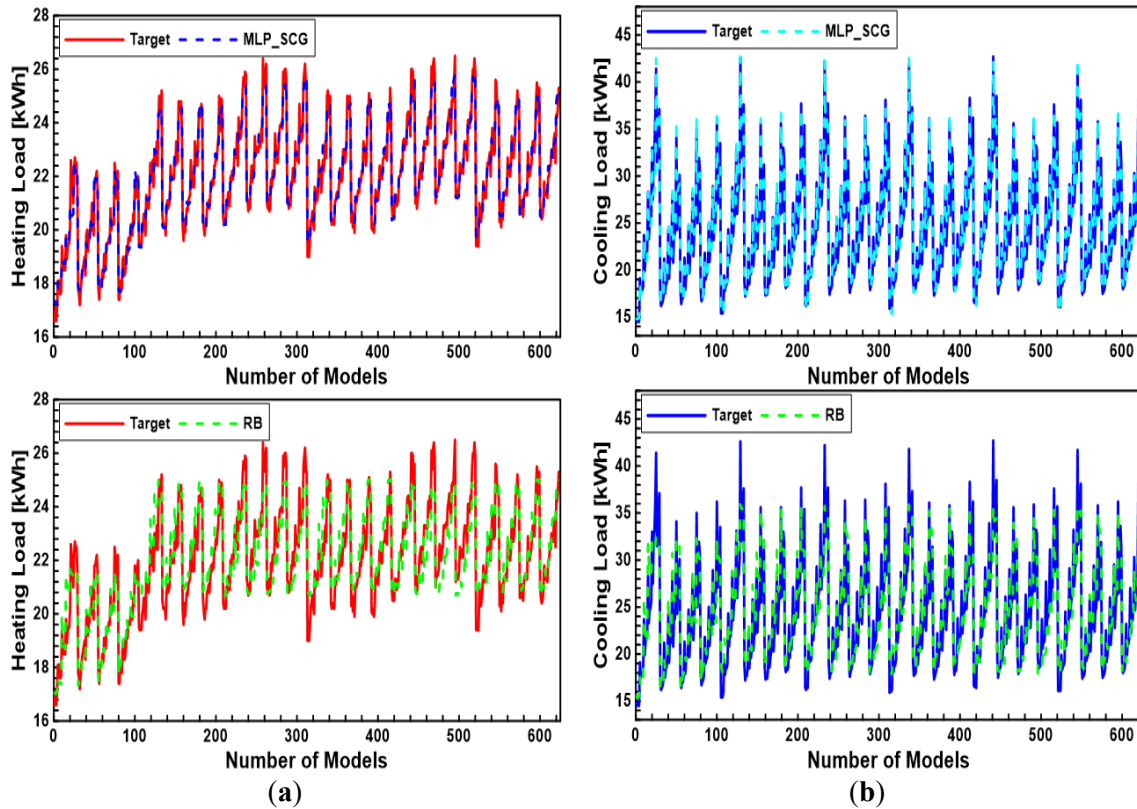 28
26
24
22
20
18
16
Heating Load [kWh]
Target MLP_SCG
0 100 200 300 400 500 600
Number of Models
45
40
35
30
25
20
15
Cooling Load [kWh]
Target MLP_SCG
0 100 200 300 400 500 600
Number of Models
28
26
24
22
20
18
16
Heating Load [kWh]
Target RB
0 100 200 300 400 500 600
Number of Models
45
40
35
30
25
20
15
Cooling Load [kWh]
Target RB
0 100 200 300 400 500 600
Number of Models
(a)
(b)